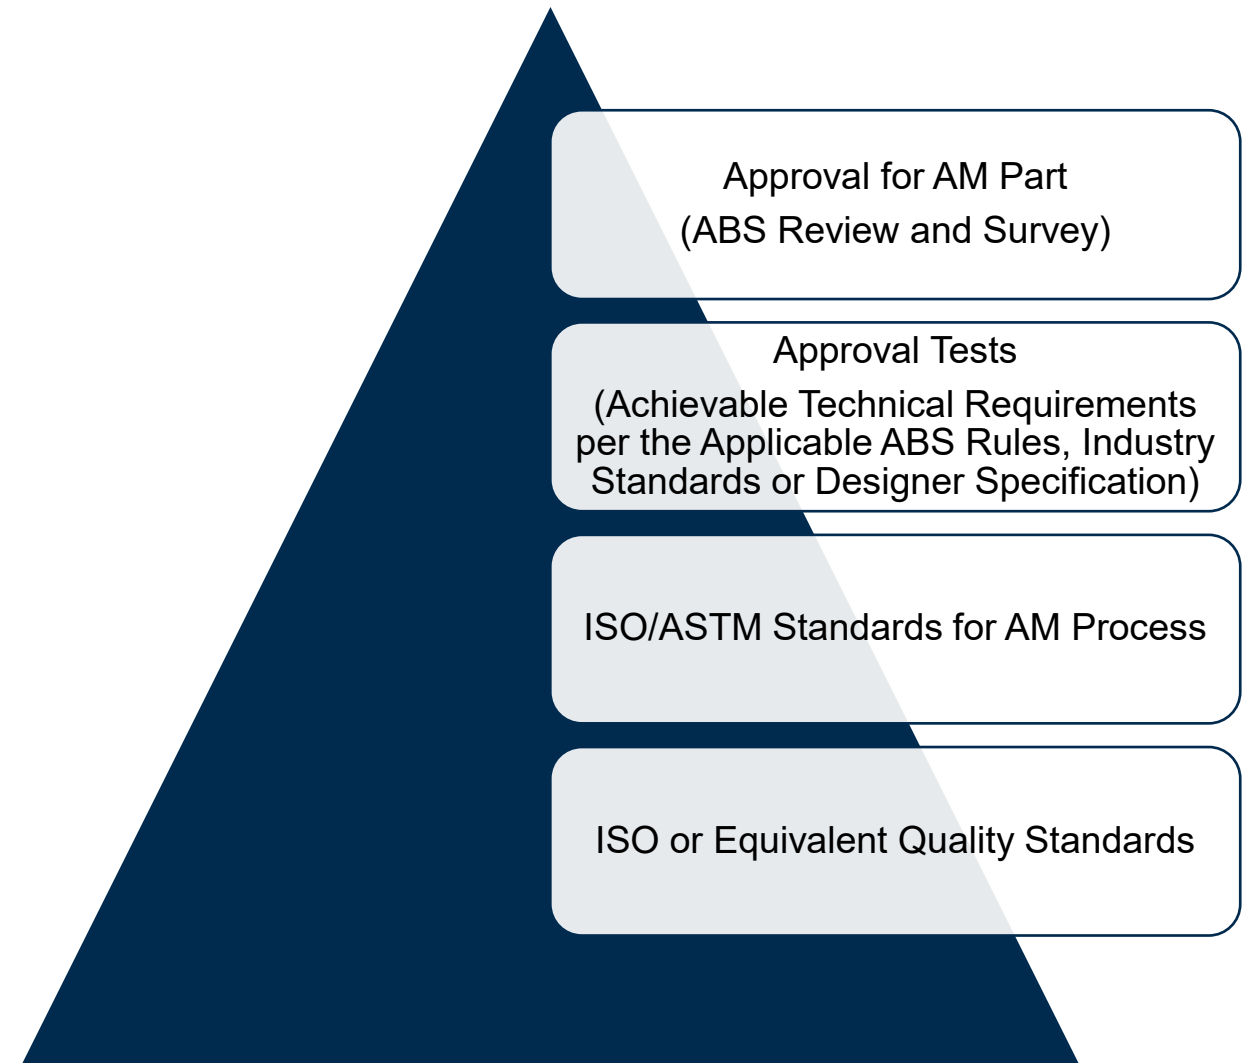 Approval for AM Part
(ABS Review and Survey)
Approval Tests
(Achievable Technical Requirements
per the Applicable ABS Rules, Industry
Standards or Designer Specification)
ISO/ASTM Standards for AM Process
ISO or Equivalent Quality Standards